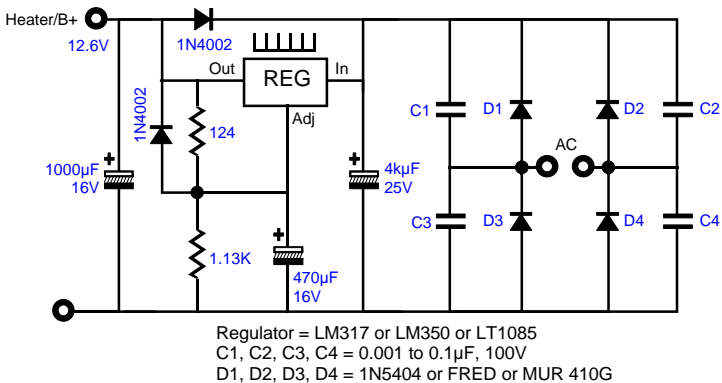 Heater/B+
12.6V
1N4002
Out
REG
In
Adj
1N4002
124
1000µF
16V
1.13K
470µF
16V
4kµF
25V
C1
D1
D2
C2
AC
C3
D3
D4
C4
Regulator = LM317 or LM350 or LT1085
C1, C2, C3, C4 = 0.001 to 0.1µF, 100V
D1, D2, D3, D4 = 1N5404 or FRED or MUR 410G